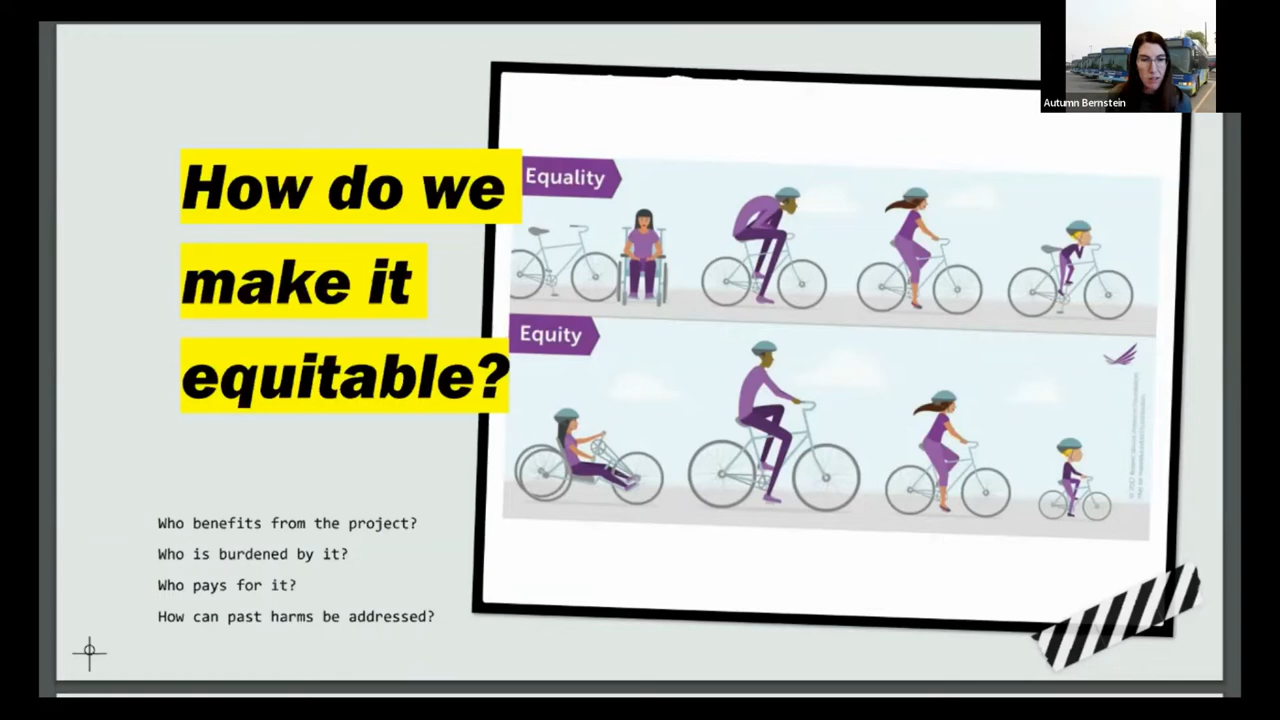 Autumn Bernstein
How do we
make it
equitable?
Equality
Equity
Who benefits from the project?
Who is burdened by it?
Who pays for it?
How can past harms be addressed?